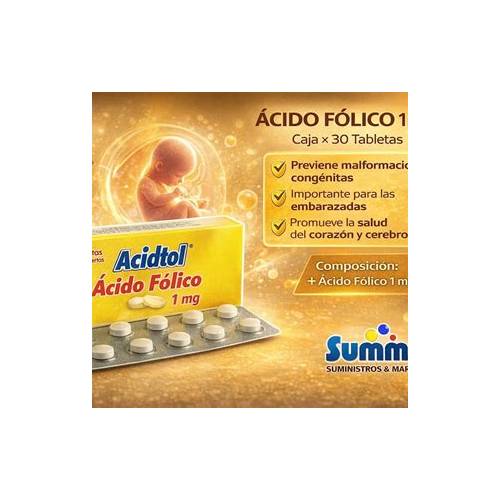 ÁCIDO FÓLICO 1
Caja x 30 Tabletas
Previene malformacio
congénitas
Importante para las
embarazadas
Promueve la salud
del corazón y cerebro
Composición:
+ Ácido Fólico 1 m
Acidtol®
Ácido Fólico
1 mg
Summ
SUMINISTROS & MAR